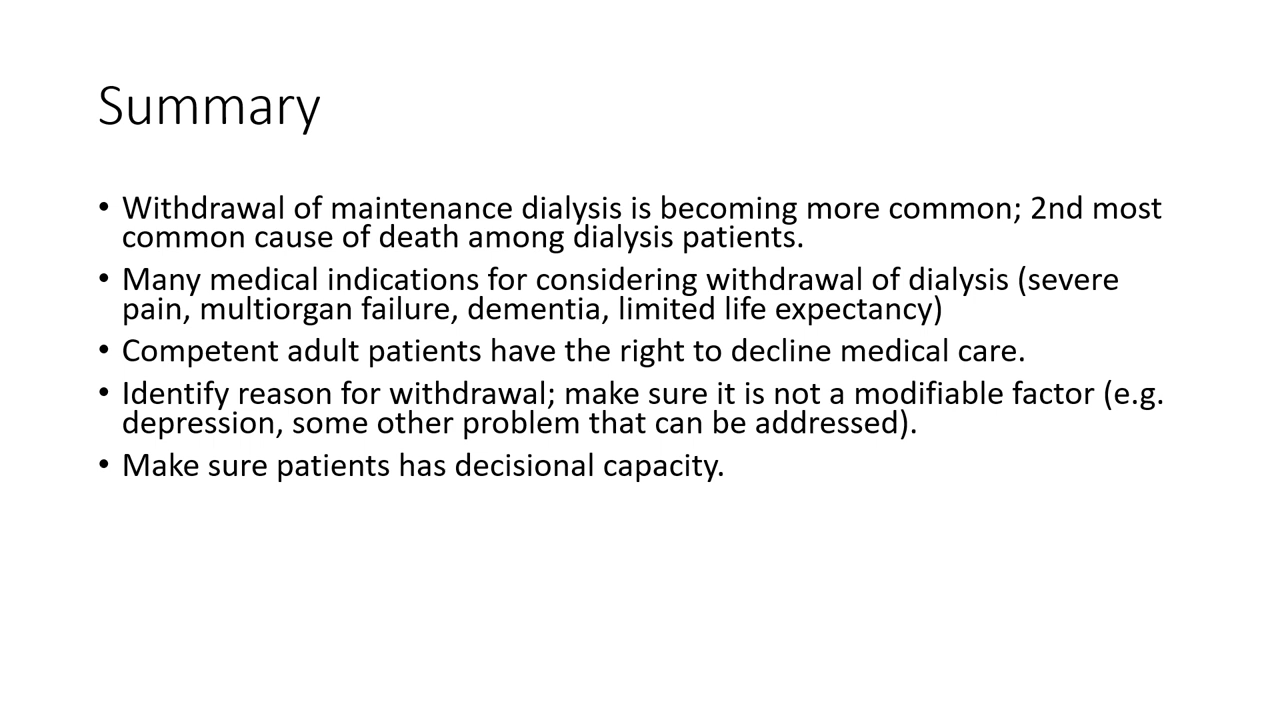 Summary
• Withdrawal of maintenance dialysis is becoming more common; 2nd most
common cause of death among dialysis patients.
• Many medical indications for considering withdrawal of dialysis (severe
pain, multiorgan failure, dementia, limited life expectancy)
• Competent adult patients have the right to decline medical care.
• Identify reason for withdrawal; make sure it is not a modifiable factor (e.g.
depression, some other problem that can be addressed).
• Make sure patients has decisional capacity.